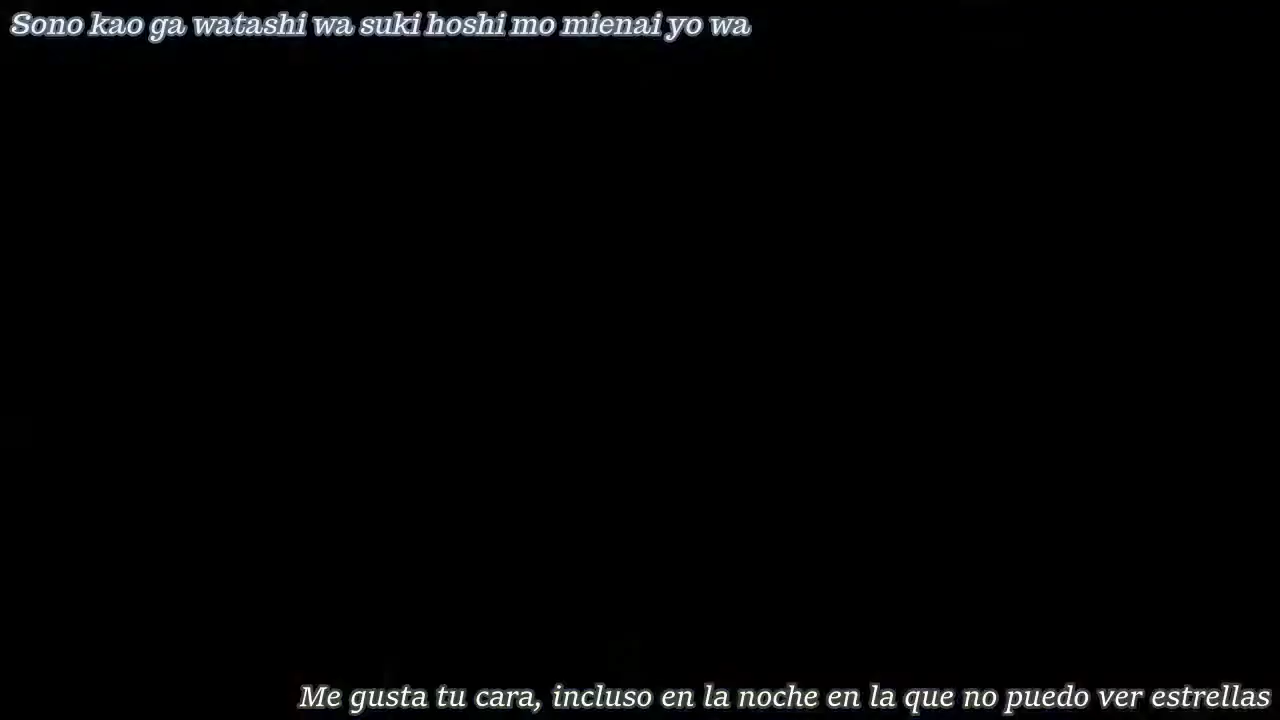 Sono kao ga watashi wa suki hoshi mo mienai yo wa
Me gusta tu cara, incluso en la noche en la que no puedo ver estrellas